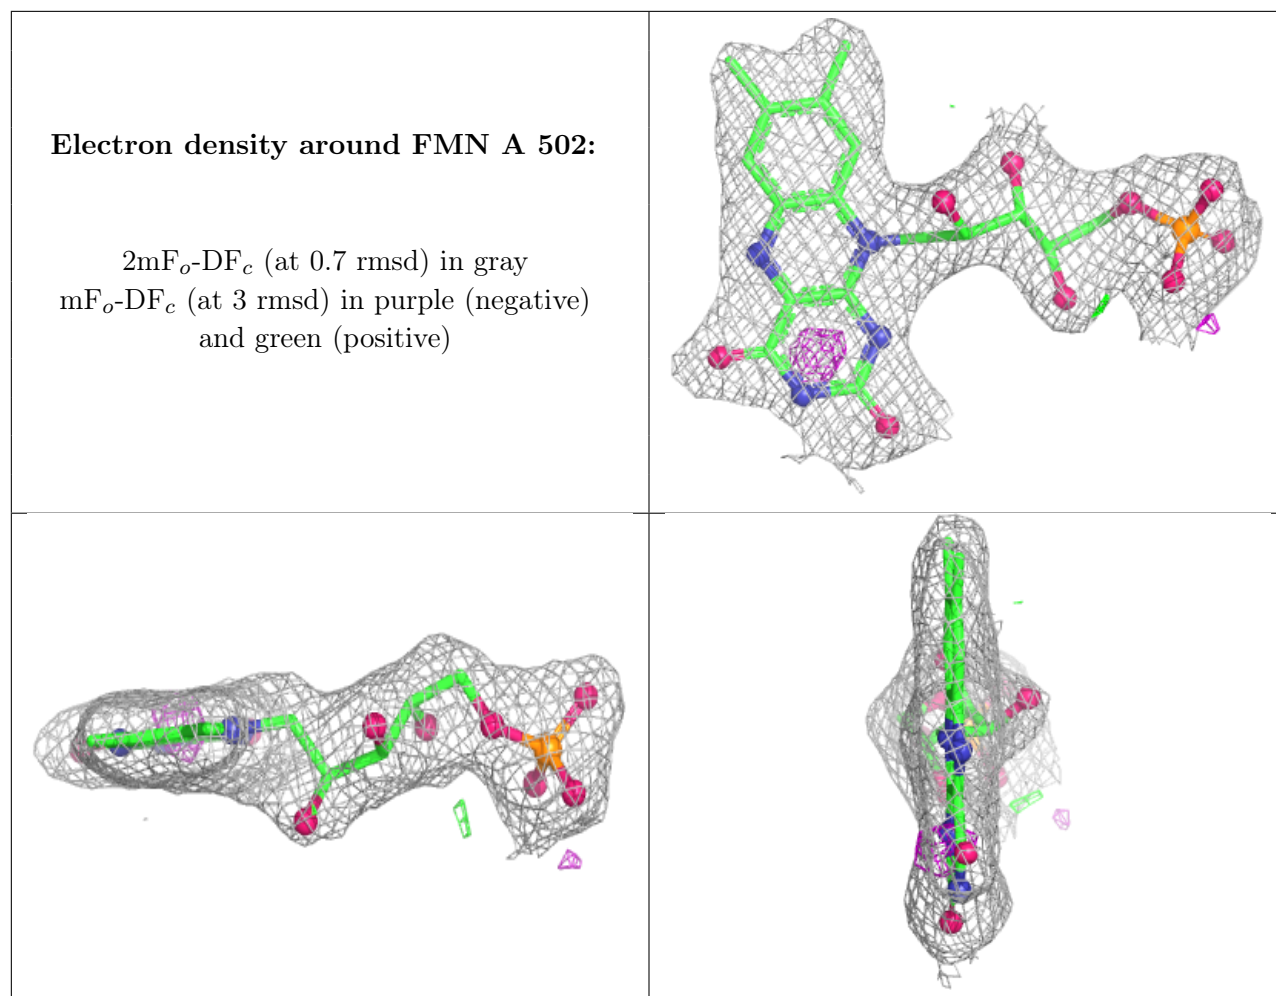 Electron density around FMN A 502:
2mFo-DFc (at 0.7 rmsd) in gray
mFo-DFc (at 3 rmsd) in purple (negative)
and green (positive)